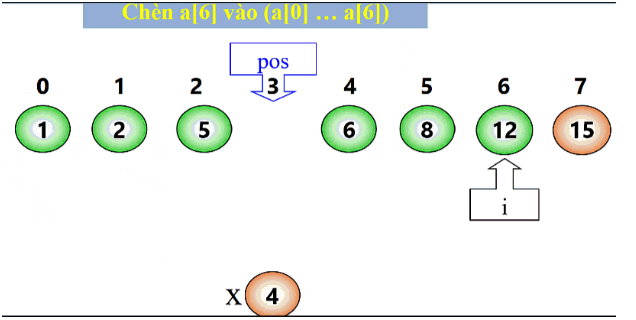 Chèn a[6] vào (a[0] … a[6])
pos
0 1 2 3 4 5 6 7
1 2 5 6 8 12 15
i
X 4